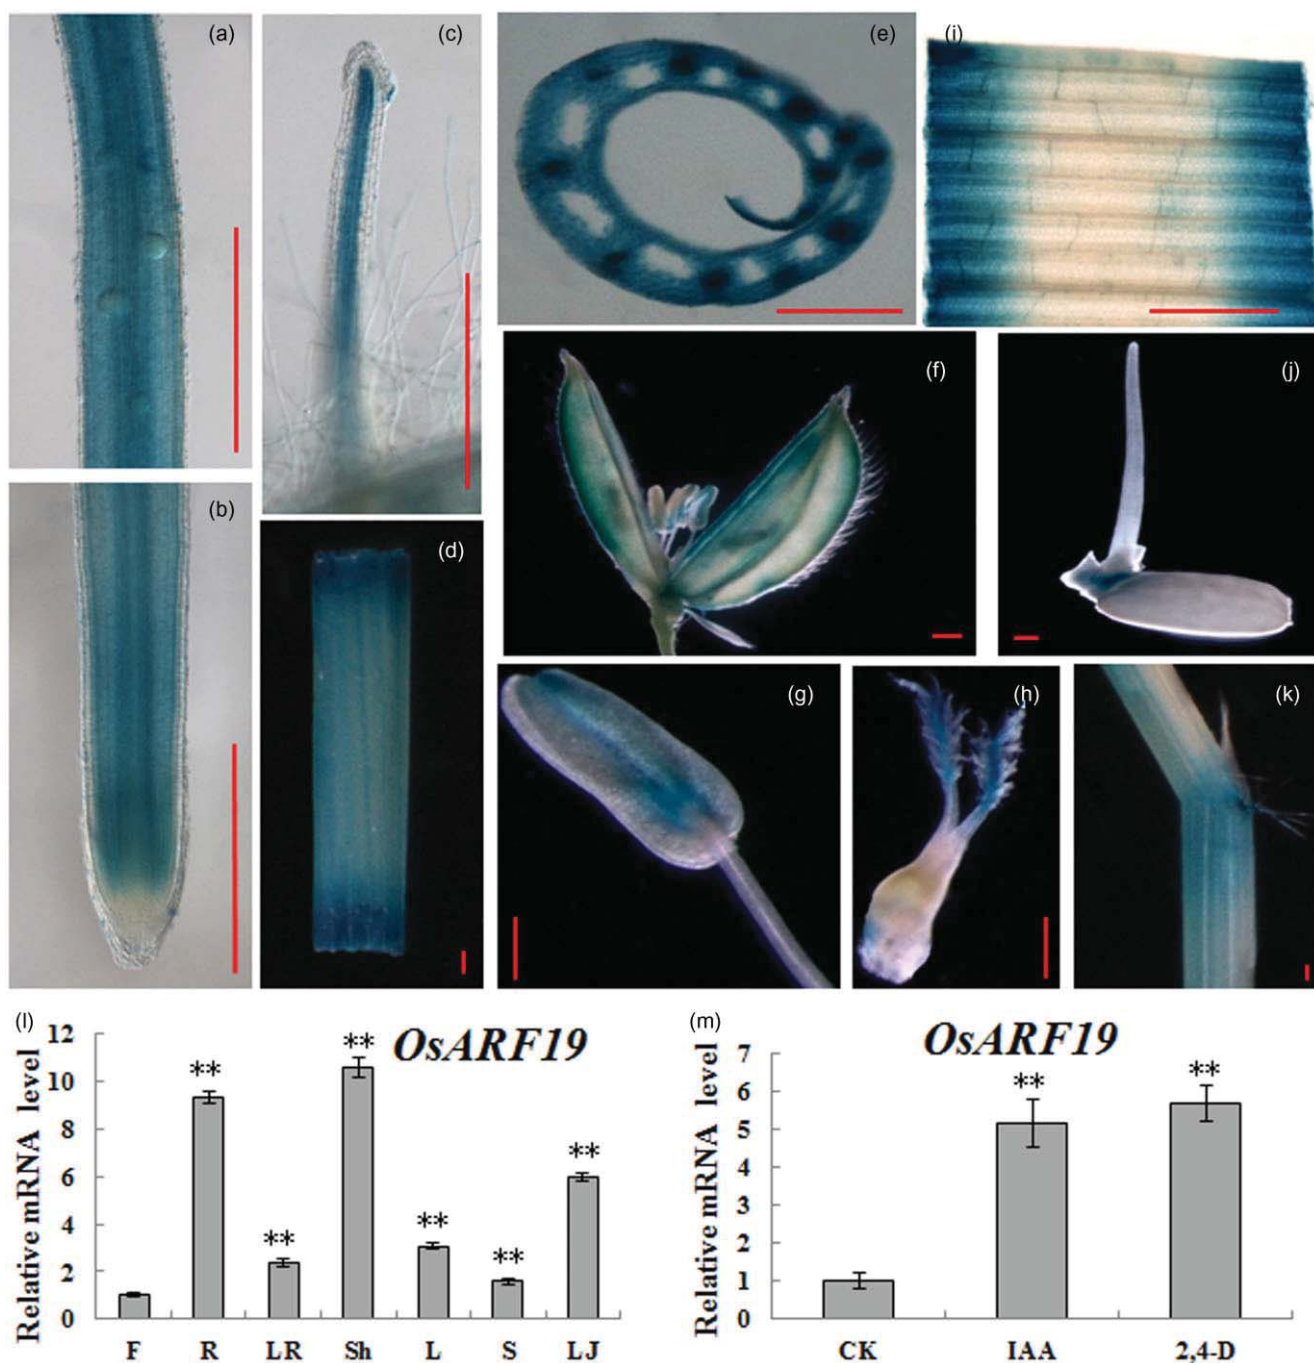 (a)
(c)
(e)
(i)
(b)
(d)
(f)
(j)
(g)
(h)
(k)
(l)
OsARF19
Relative mRNA level
12
10
8
6
4
2
0
**
**
**
**
**
**
F R LR Sh L S LJ
(m)
OsARF19
Relative mRNA level
7
6
5
4
3
2
1
0
**
**
CK IAA 2,4-D